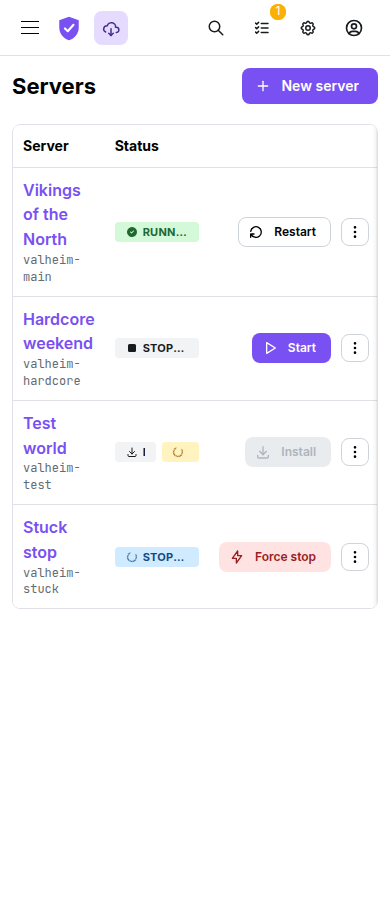 1
Servers
New server
Server Status
Vikings
of the
North
valheim-
main
RUNN...
Restart
Hardcore
weekend
valheim-
hardcore
STOP...
Start
Test
world
valheim-
test
I
Install
Stuck
stop
valheim-
stuck
STOP...
Force stop